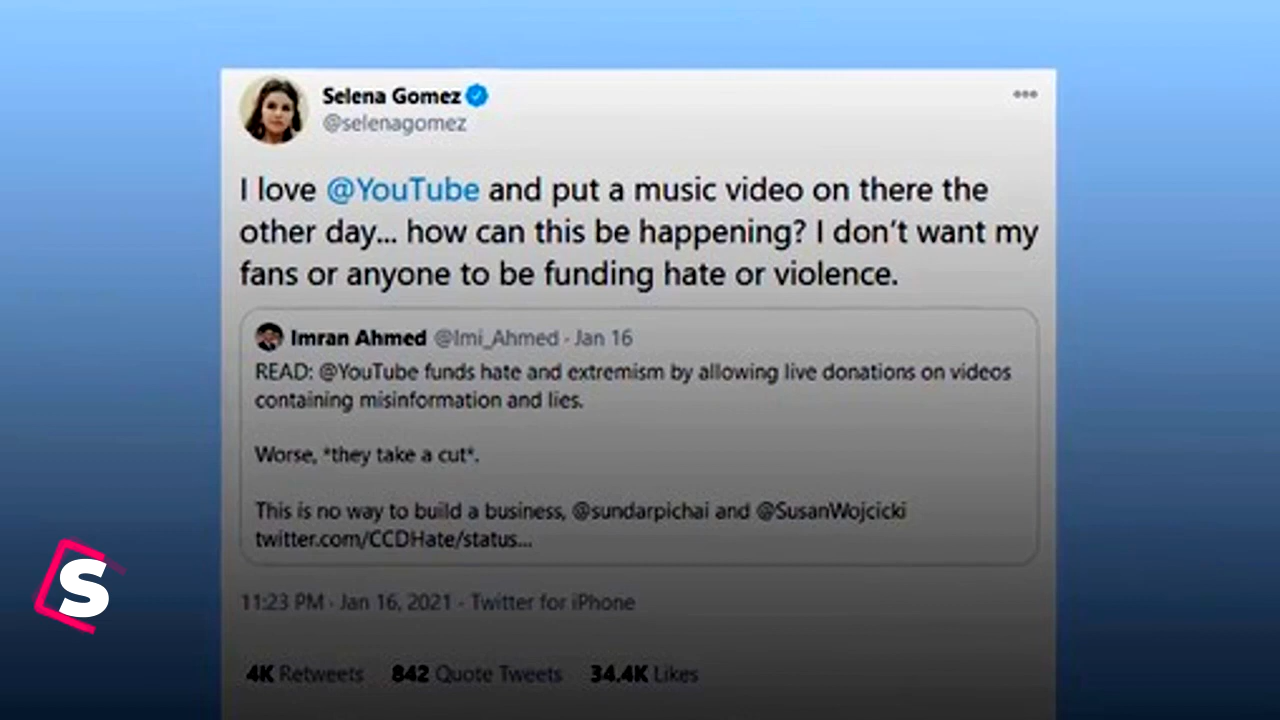 Selena Gomez
@selenagomez
I love @YouTube and put a music video on there the
other day... how can this be happening? I don't want my
fans or anyone to be funding hate or violence.
Imran Ahmed @Imi_Ahmed · Jan 16
READ: @YouTube funds hate and extremism by allowing live donations on videos
containing misinformation and lies.
Worse, *they take a cut*.
This is no way to build a business, @sundarpichai and @SusanWojcicki
twitter.com/CCDHate/status...
11:23 PM · Jan 16, 2021 · Twitter for iPhone
4K Retweets 842 Quote Tweets 34.4K Likes
S